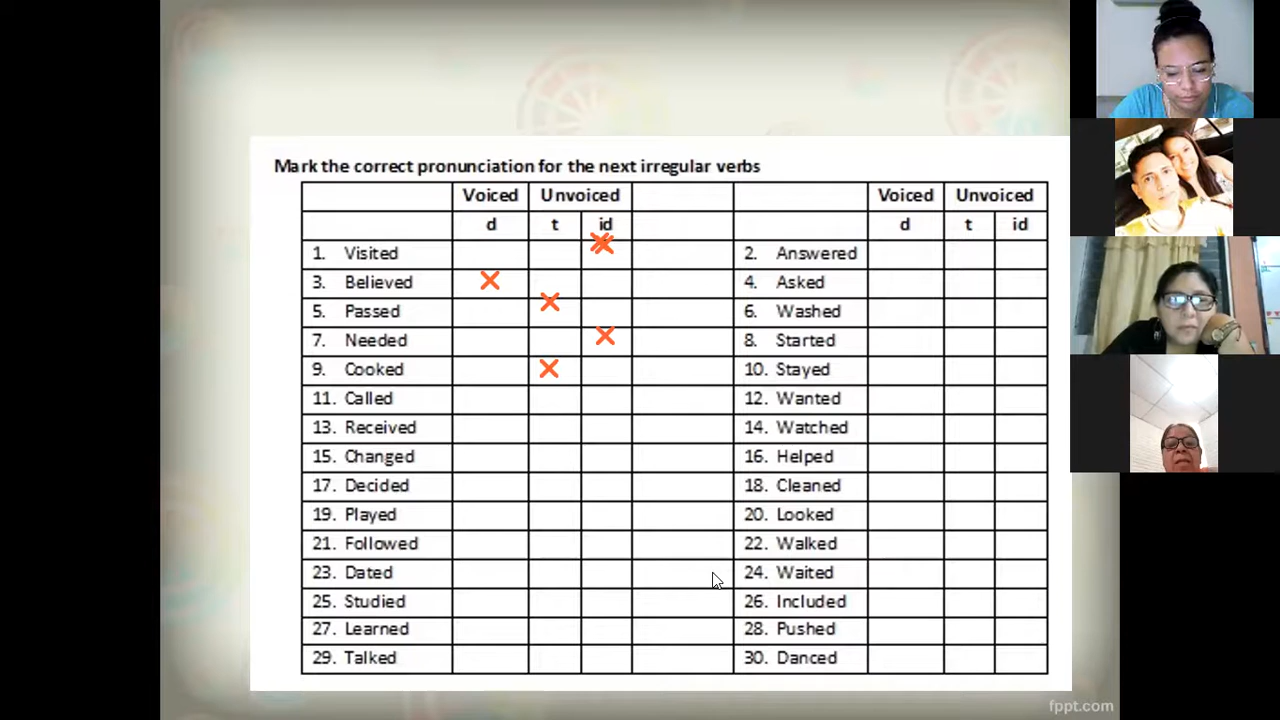 Mark the correct pronunciation for the next irregular verbs
Voiced Unvoiced Voiced Unvoiced
d t id d t id
1. Visited 2. Answered
3. Believed 4. Asked
5. Passed 6. Washed
7. Needed 8. Started
9. Cooked 10. Stayed
11. Called 12. Wanted
13. Received 14. Watched
15. Changed 16. Helped
17. Decided 18. Cleaned
19. Played 20. Looked
21. Followed 22. Walked
23. Dated 24. Waited
25. Studied 26. Included
27. Learned 28. Pushed
29. Talked 30. Danced
fppt.com